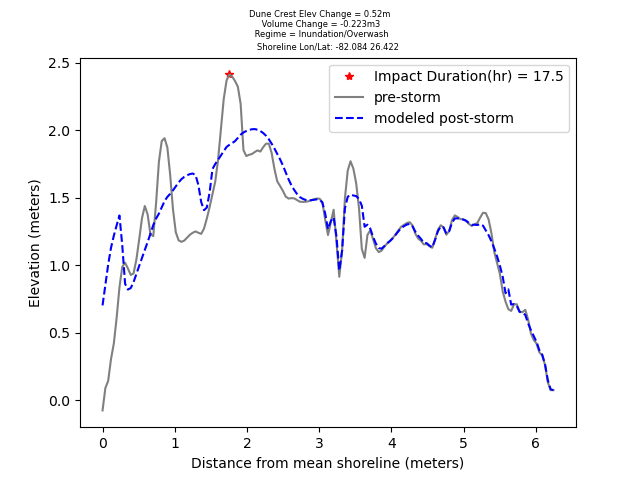 Dune Crest Elev Change = 0.52m
Volume Change = -0.223m3
Regime = Inundation/Overwash
Shoreline Lon/Lat: -82.084 26.422
Impact Duration(hr) = 17.5
pre-storm
modeled post-storm
Elevation (meters)
2.5
2.0
1.5
1.0
0.5
0.0
0 1 2 3 4 5 6
Distance from mean shoreline (meters)